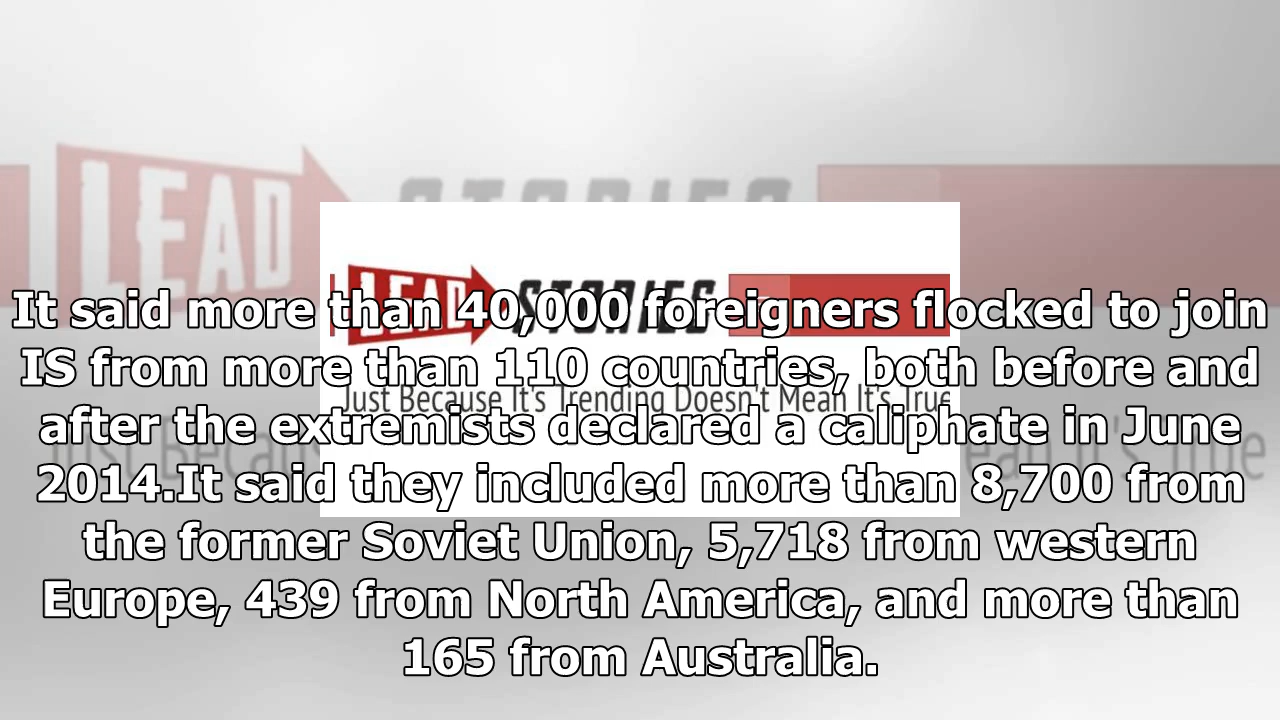 LEAD STORIES
It said more than 40,000 foreigners flocked to join
IS from more than 110 countries, both before and
Just Because It's Trending Doesn't Mean It's True
after the extremists declared a caliphate in June
2014.It said they included more than 8,700 from
the former Soviet Union, 5,718 from western
Europe, 439 from North America, and more than
165 from Australia.